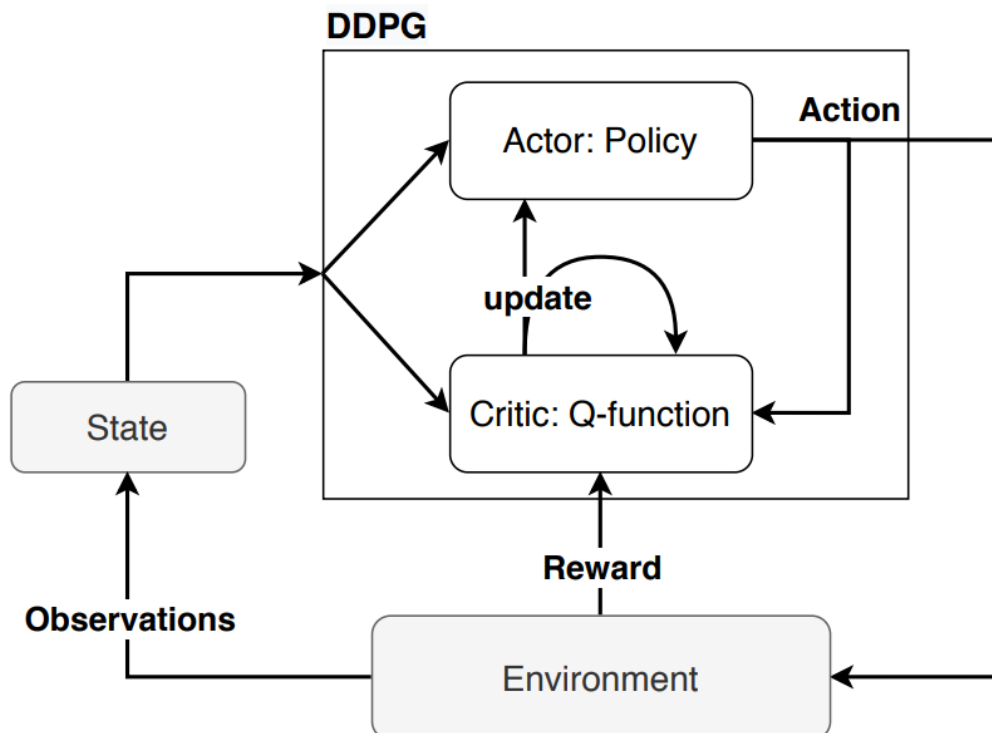 DDPG
Actor: Policy
Action
update
Critic: Q-function
State
Reward
Observations
Environment